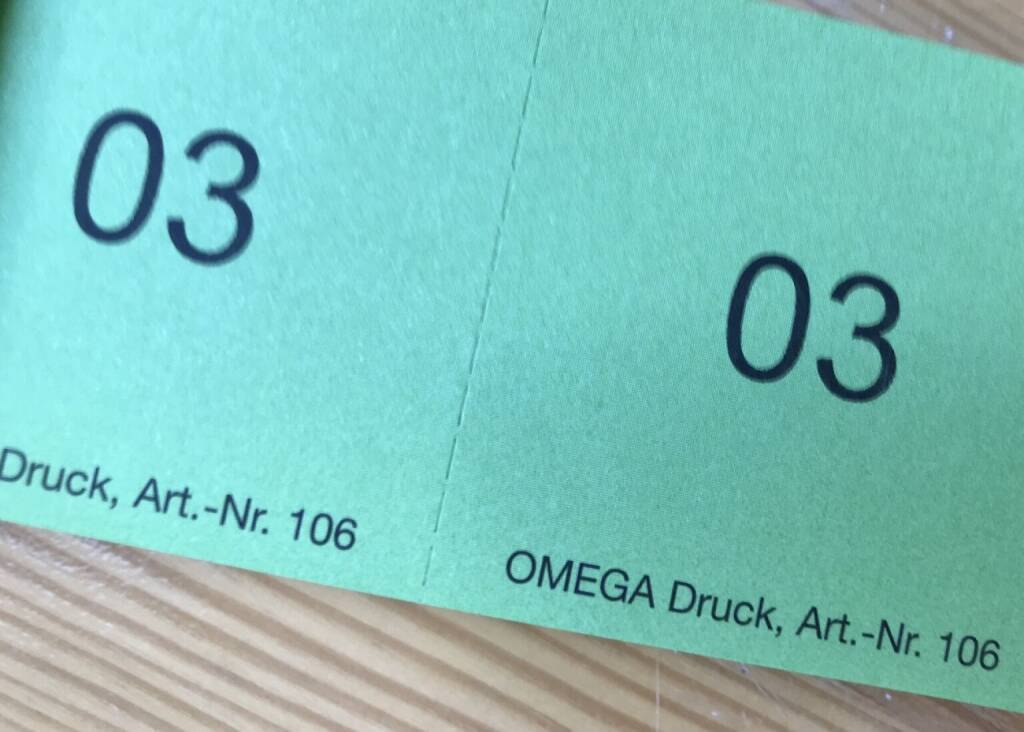 03
Druck, Art.-Nr. 106
03
OMEGA Druck, Art.-Nr. 106